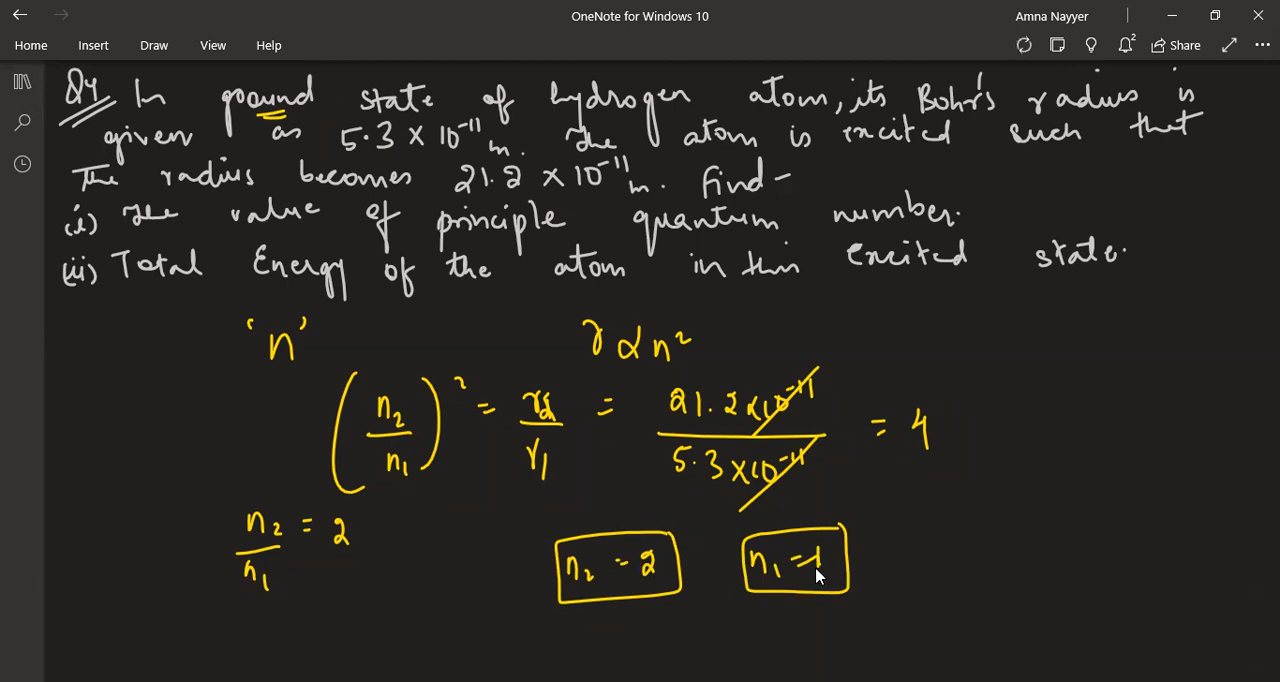 OneNote for Windows 10
Amna Nayyer
Home Insert Draw View Help
2
Share
Q4 In ground state of hydrogen atom, its Bohr's radius is
given as 5.3 × 10⁻¹¹ m. The atom is excited such that
The radius becomes 21.2 × 10⁻¹¹ m. Find -
(i) The value of principle quantum number.
(ii) Total Energy of the atom in this Excited state.
'n' r ∝ n²
(n₂/n₁)² = r₂/r₁ = 21.2×10⁻¹¹/5.3×10⁻¹¹ = 4
n₂/n₁ = 2 n₂ = 2 n₁ = 1